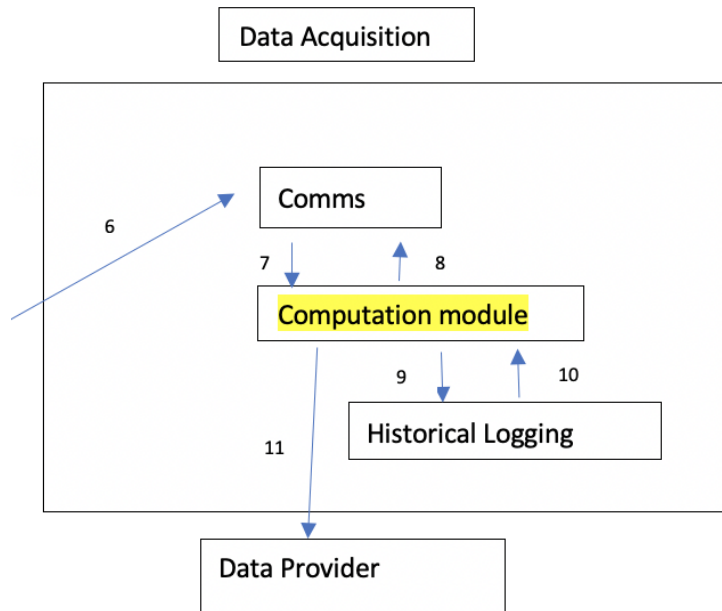 Data Acquisition
Comms
6
7
8
Computation module
9
10
Historical Logging
11
Data Provider